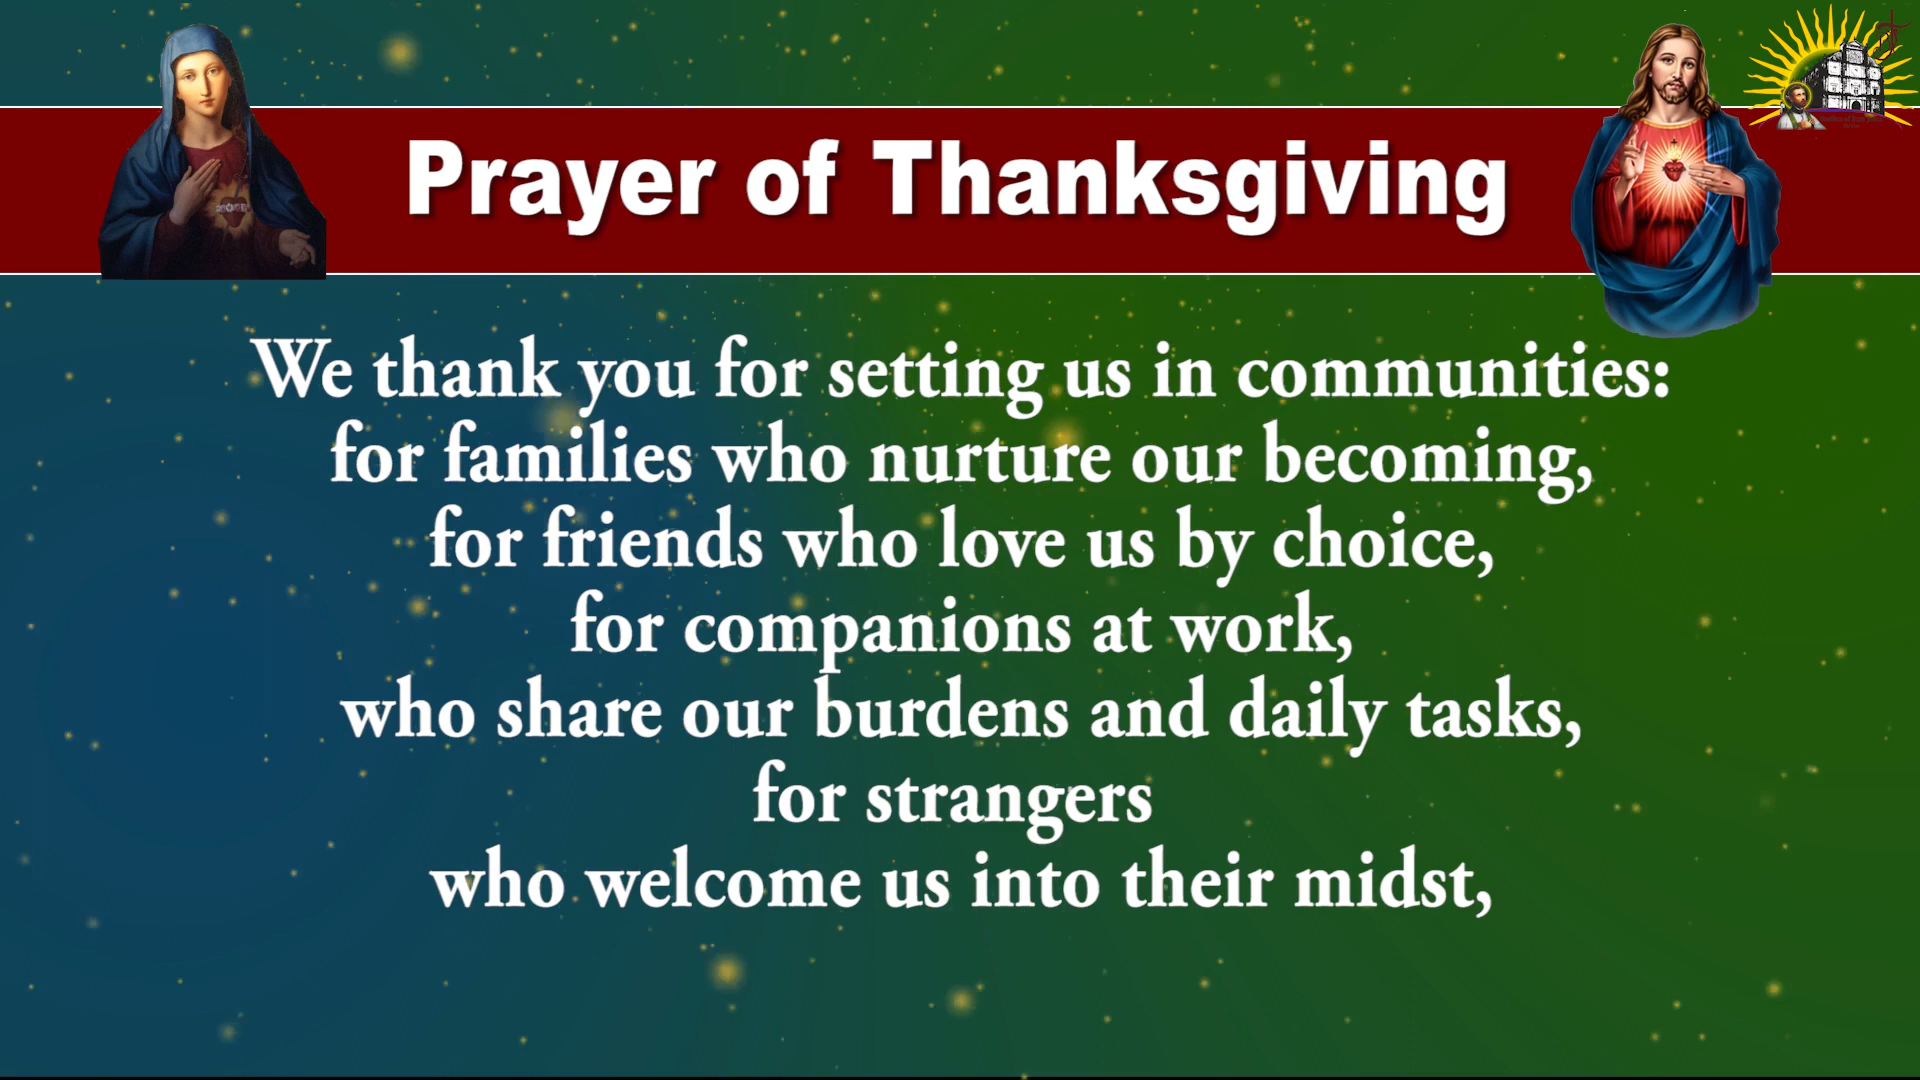 Prayer of Thanksgiving
We thank you for setting us in communities:
for families who nurture our becoming,
for friends who love us by choice,
for companions at work,
who share our burdens and daily tasks,
for strangers
who welcome us into their midst,